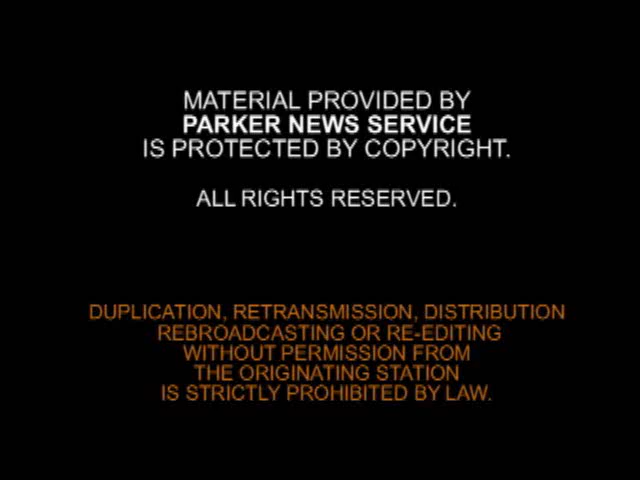 MATERIAL PROVIDED BY
PARKER NEWS SERVICE
IS PROTECTED BY COPYRIGHT.
ALL RIGHTS RESERVED.
DUPLICATION, RETRANSMISSION, DISTRIBUTION
REBROADCASTING OR RE-EDITING
WITHOUT PERMISSION FROM
THE ORIGINATING STATION
IS STRICTLY PROHIBITED BY LAW.